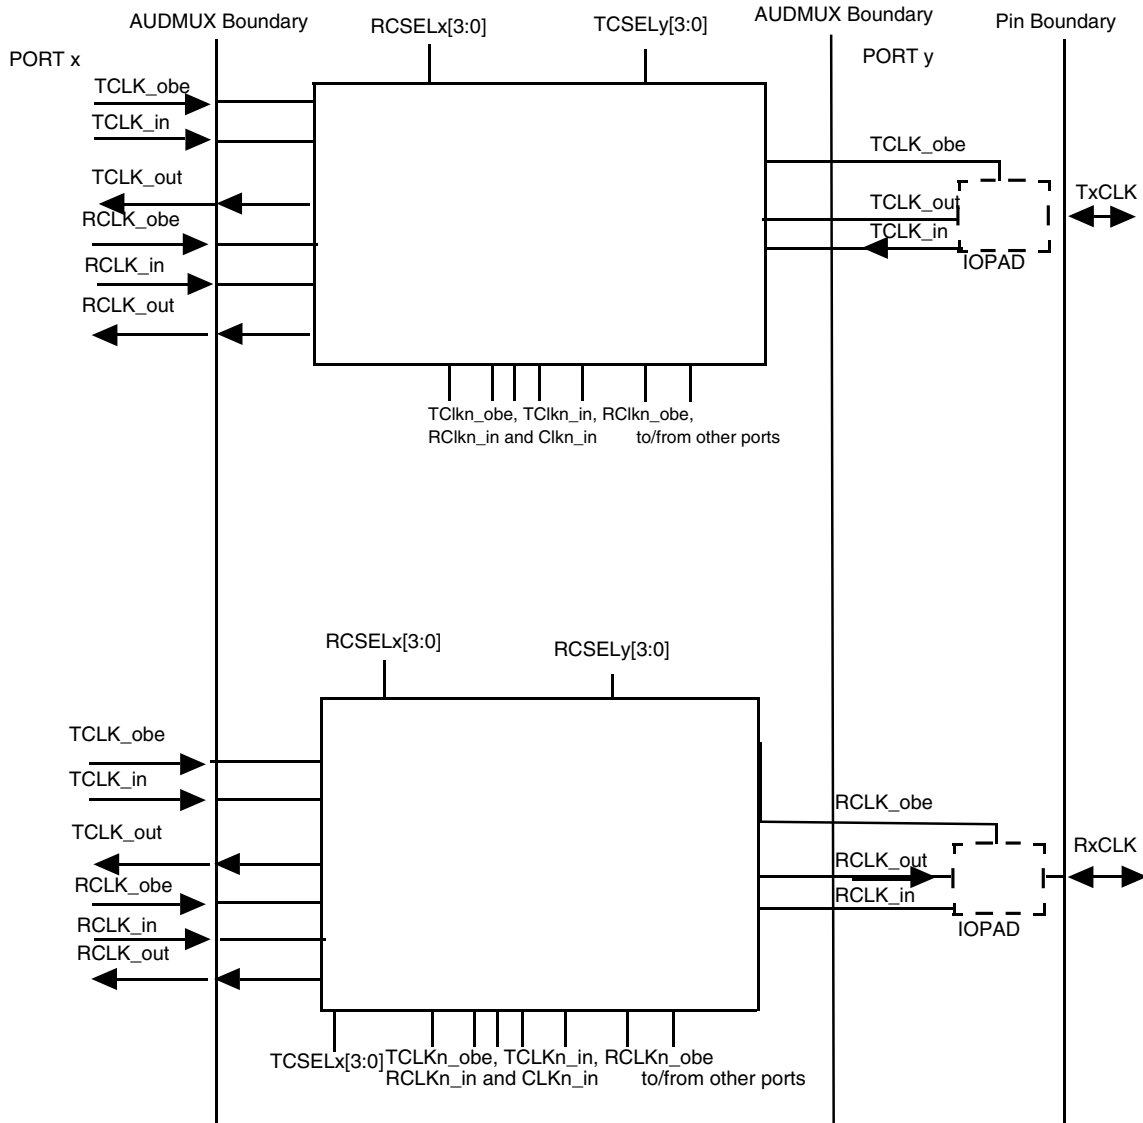 AUDMUX Boundary
AUDMUX Boundary
Pin Boundary
RCSELx[3:0]
TCSELy[3:0]
PORT x
PORT y
TCLK_obe
TCLK_in
TCLK_out
RCLK_obe
RCLK_in
RCLK_out
TCLK_obe
TCLK_out
TCLK_in
TxCLK
IOPAD
TClkn_obe, TClkn_in, RClkn_obe,
RClkn_in and Clkn_in to/from other ports
RCSELx[3:0]
RCSELy[3:0]
TCLK_obe
TCLK_in
TCLK_out
RCLK_obe
RCLK_in
RCLK_out
RCLK_obe
RCLK_out
RCLK_in
RxCLK
IOPAD
TCSELx[3:0]
TCLKn_obe, TCLKn_in, RCLKn_obe
RCLKn_in and CLKn_in to/from other ports